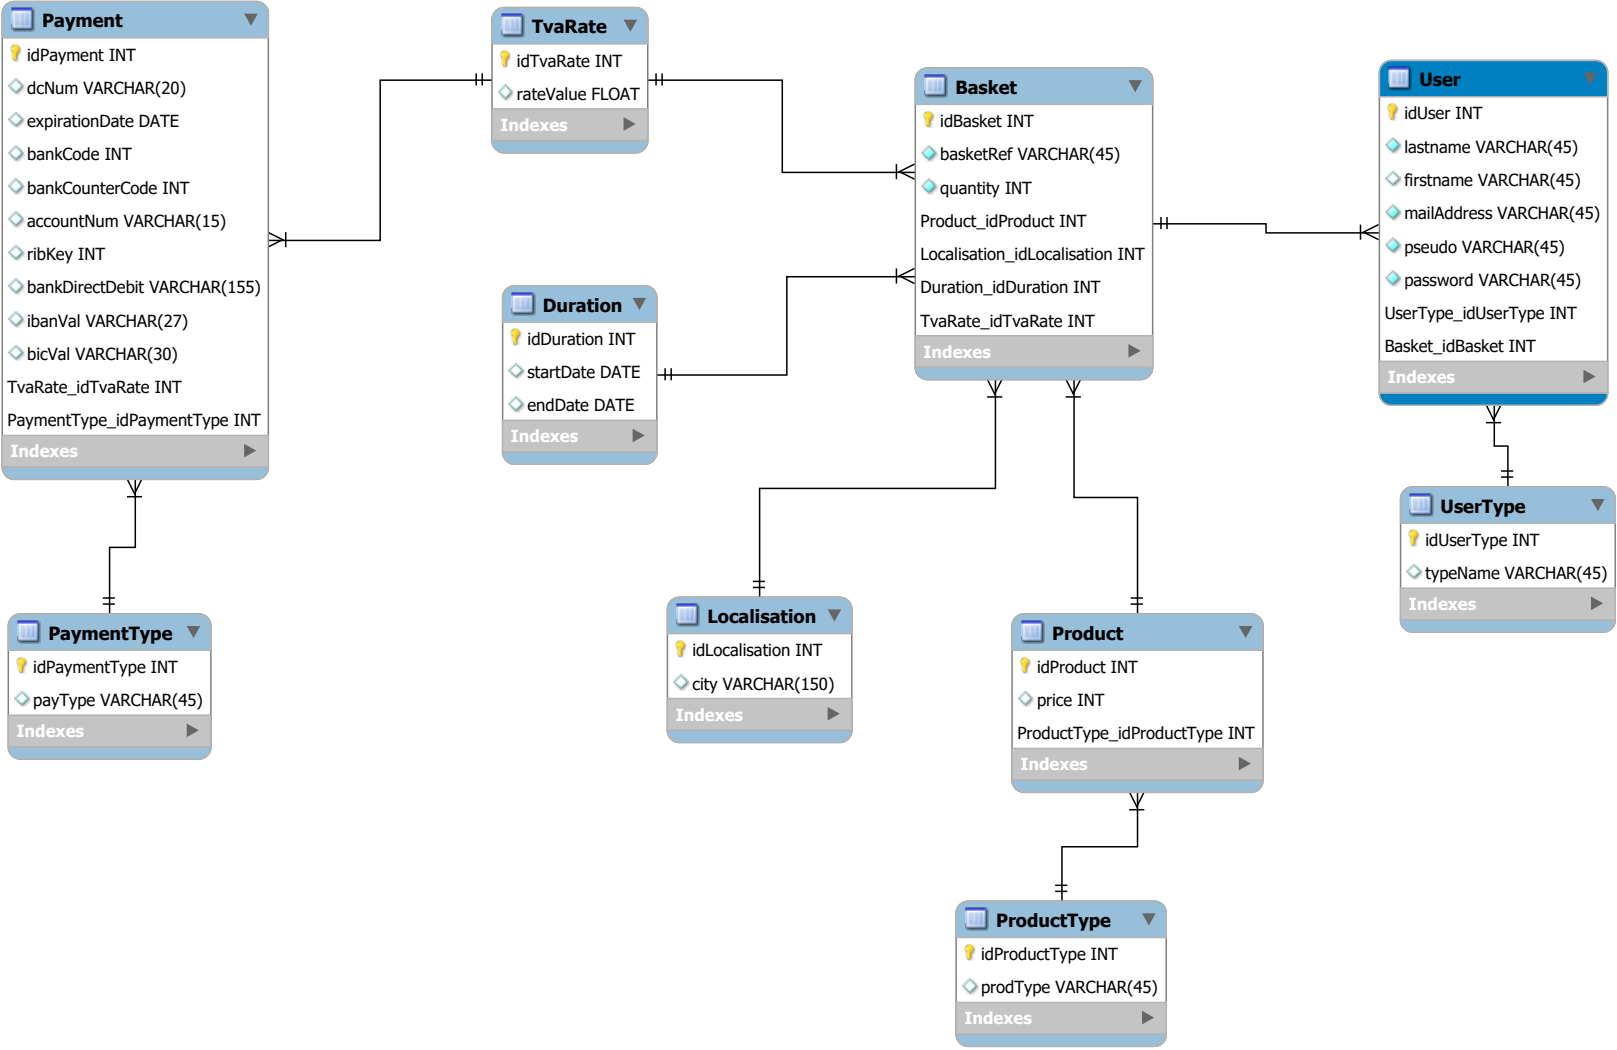 Payment
idPayment INT
dcNum VARCHAR(20)
expirationDate DATE
bankCode INT
bankCounterCode INT
accountNum VARCHAR(15)
ribKey INT
bankDirectDebit VARCHAR(155)
ibanVal VARCHAR(27)
bicVal VARCHAR(30)
TvaRate_idTvaRate INT
PaymentType_idPaymentType INT
Indexes
TvaRate
idTvaRate INT
rateValue FLOAT
Indexes
Basket
idBasket INT
basketRef VARCHAR(45)
quantity INT
Product_idProduct INT
Localisation_idLocalisation INT
Duration_idDuration INT
TvaRate_idTvaRate INT
Indexes
User
idUser INT
lastname VARCHAR(45)
firstname VARCHAR(45)
mailAddress VARCHAR(45)
pseudo VARCHAR(45)
password VARCHAR(45)
UserType_idUserType INT
Basket_idBasket INT
Indexes
Duration
idDuration INT
startDate DATE
endDate DATE
Indexes
UserType
idUserType INT
typeName VARCHAR(45)
Indexes
PaymentType
idPaymentType INT
payType VARCHAR(45)
Indexes
Localisation
idLocalisation INT
city VARCHAR(150)
Indexes
Product
idProduct INT
price INT
ProductType_idProductType INT
Indexes
ProductType
idProductType INT
prodType VARCHAR(45)
Indexes